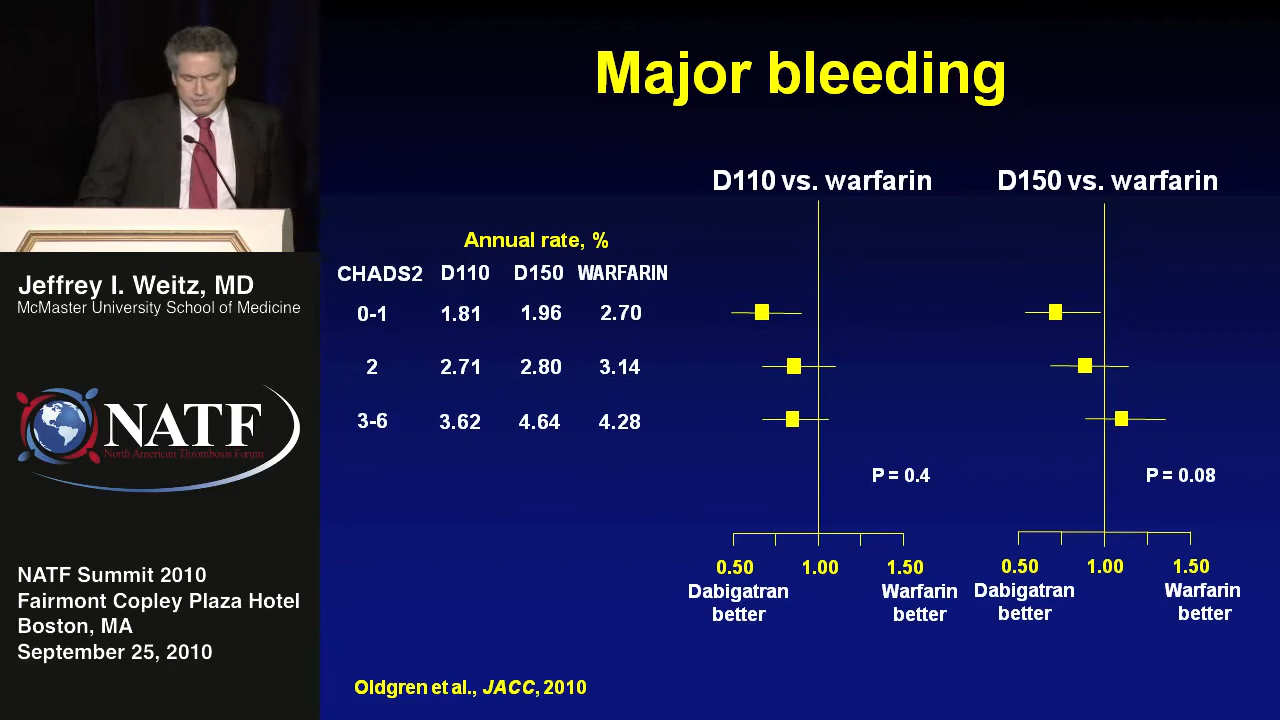 Major bleeding
D110 vs. warfarin D150 vs. warfarin
Annual rate, %
CHADS2 D110 D150 WARFARIN
0-1 1.81 1.96 2.70
2 2.71 2.80 3.14
3-6 3.62 4.64 4.28
P = 0.4 P = 0.08
0.50 1.00 1.50 0.50 1.00 1.50
Dabigatran better Warfarin better Dabigatran better Warfarin better
Oldgren et al., JACC, 2010
Jeffrey I. Weitz, MD
McMaster University School of Medicine
NATF
North American Thrombosis Forum
NATF Summit 2010
Fairmont Copley Plaza Hotel
Boston, MA
September 25, 2010